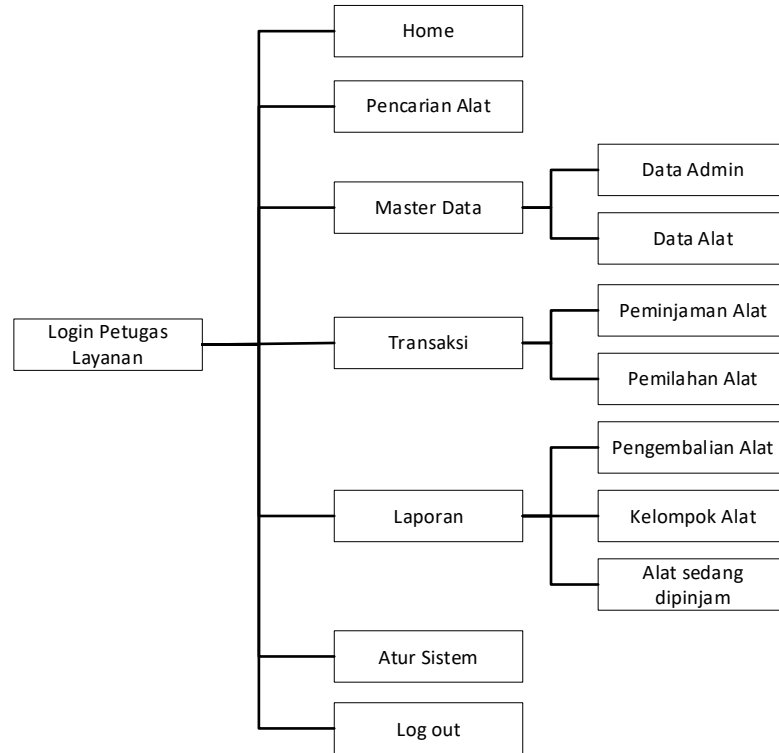 Home
Pencarian Alat
Data Admin
Master Data
Data Alat
Peminjaman Alat
Login Petugas
Layanan
Transaksi
Pemilahan Alat
Pengembalian Alat
Laporan
Kelompok Alat
Alat sedang
dipinjam
Atur Sistem
Log out